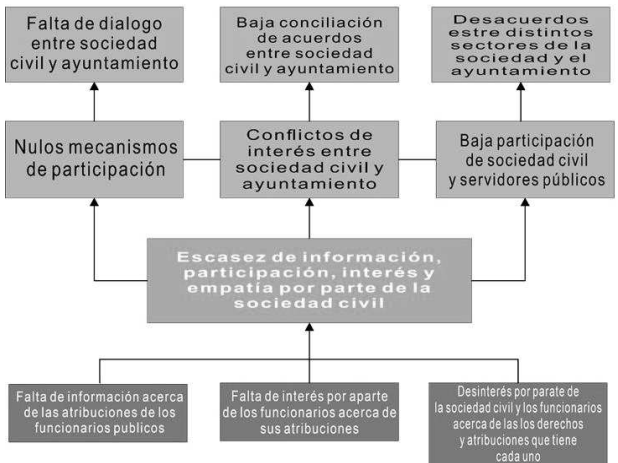 Falta de dialogo
entre sociedad
civil y ayuntamiento
Baja conciliación
de acuerdos
entre sociedad
civil y ayuntamiento
Desacuerdos
estre distintos
sectores de la
sociedad y el
ayuntamiento
Nulos mecanismos
de participación
Conflictos de
interés entre
sociedad civil y
ayuntamiento
Baja participación
de sociedad civil
y servidores públicos
Escasez de información,
participación, interés y
empatía por parte de la
sociedad civil
Falta de información acerca
de las atribuciones de los
funcionarios publicos
Falta de interés por aparte
de los funcionarios acerca de
sus atribuciones
Desinterés por parate de
la sociedad civil y los funcionarios
acerca de las los derechos
y atribuciones que tiene
cada uno